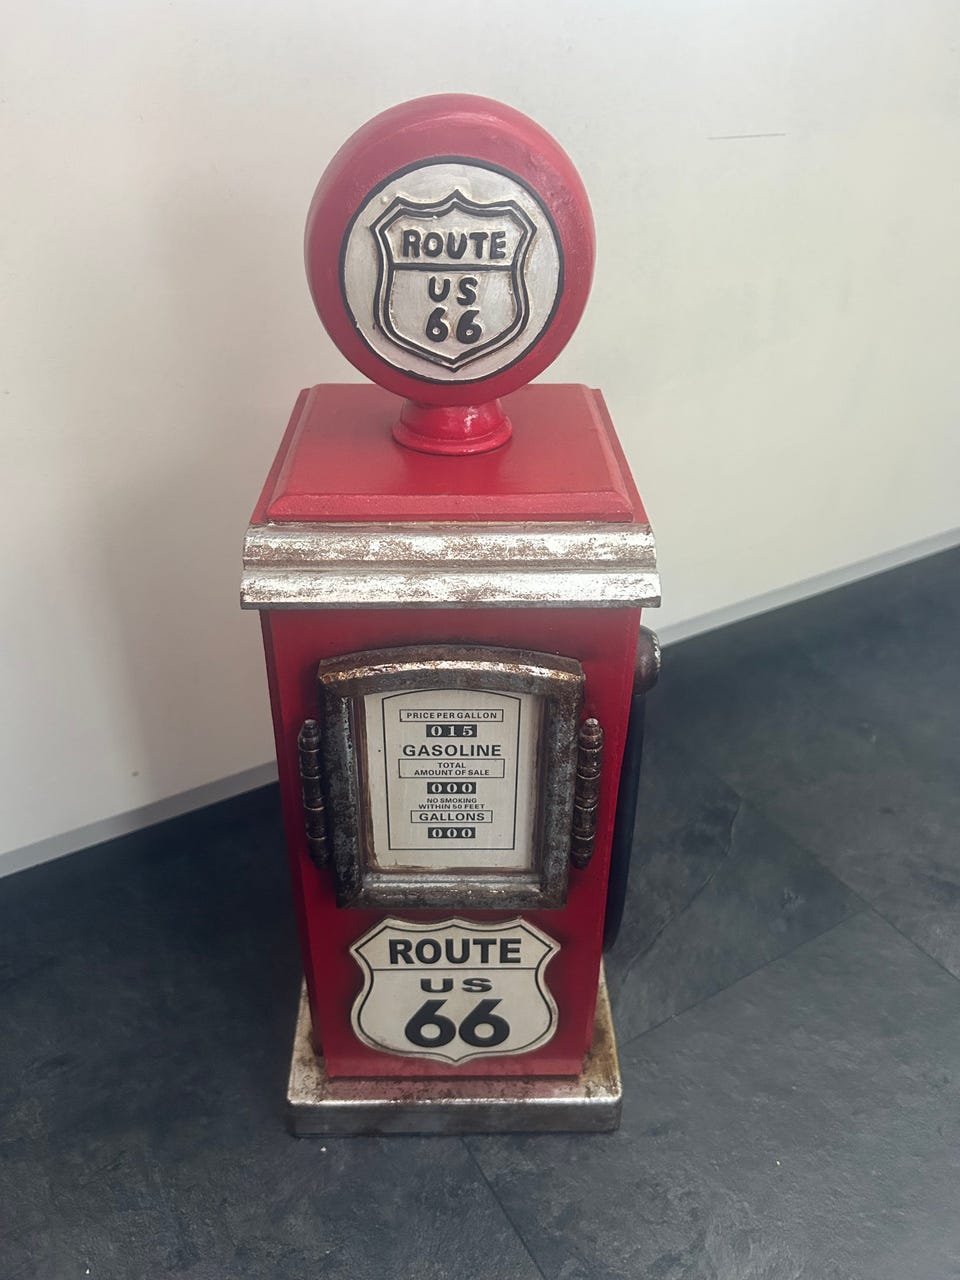 ROUTE
US
66
PRICE PER GALLON
015
GASOLINE
TOTAL
AMOUNT OF SALE
000
NO SMOKING
WITHIN 50 FEET
GALLONS
000
ROUTE
US
66